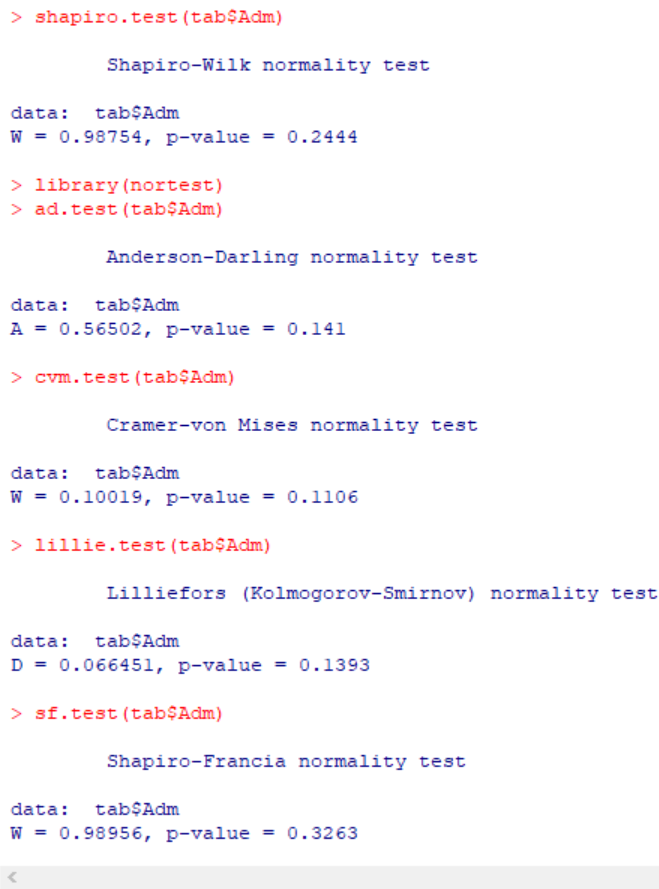 > shapiro.test(tab$Adm)
Shapiro-Wilk normality test
data:  tab$Adm
W = 0.98754, p-value = 0.2444
> library(nortest)
> ad.test(tab$Adm)
Anderson-Darling normality test
data:  tab$Adm
A = 0.56502, p-value = 0.141
> cvm.test(tab$Adm)
Cramer-von Mises normality test
data:  tab$Adm
W = 0.10019, p-value = 0.1106
> lillie.test(tab$Adm)
Lilliefors (Kolmogorov-Smirnov) normality test
data:  tab$Adm
D = 0.066451, p-value = 0.1393
> sf.test(tab$Adm)
Shapiro-Francia normality test
data:  tab$Adm
W = 0.98956, p-value = 0.3263